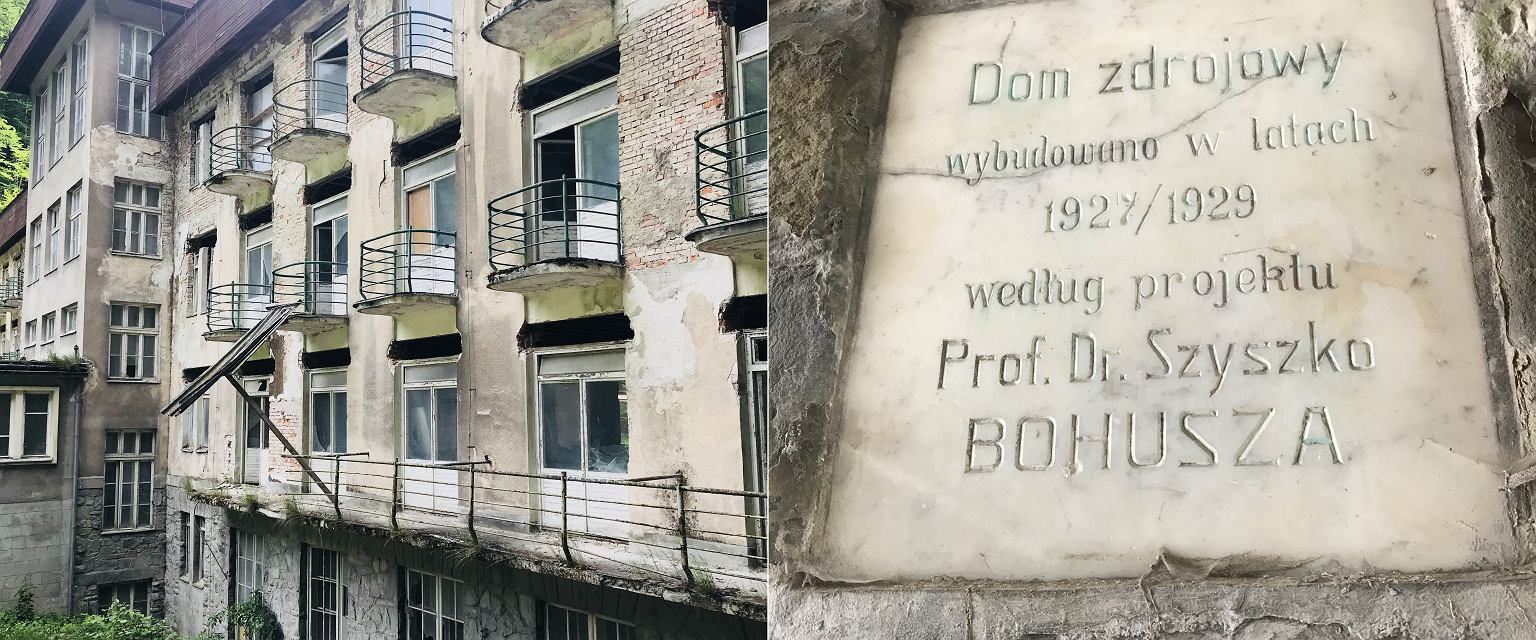 Dom zdrojowy
wybudowano w latach
1927/1929
według projektu
Prof. Dr. Szyszko
BOHUSZA